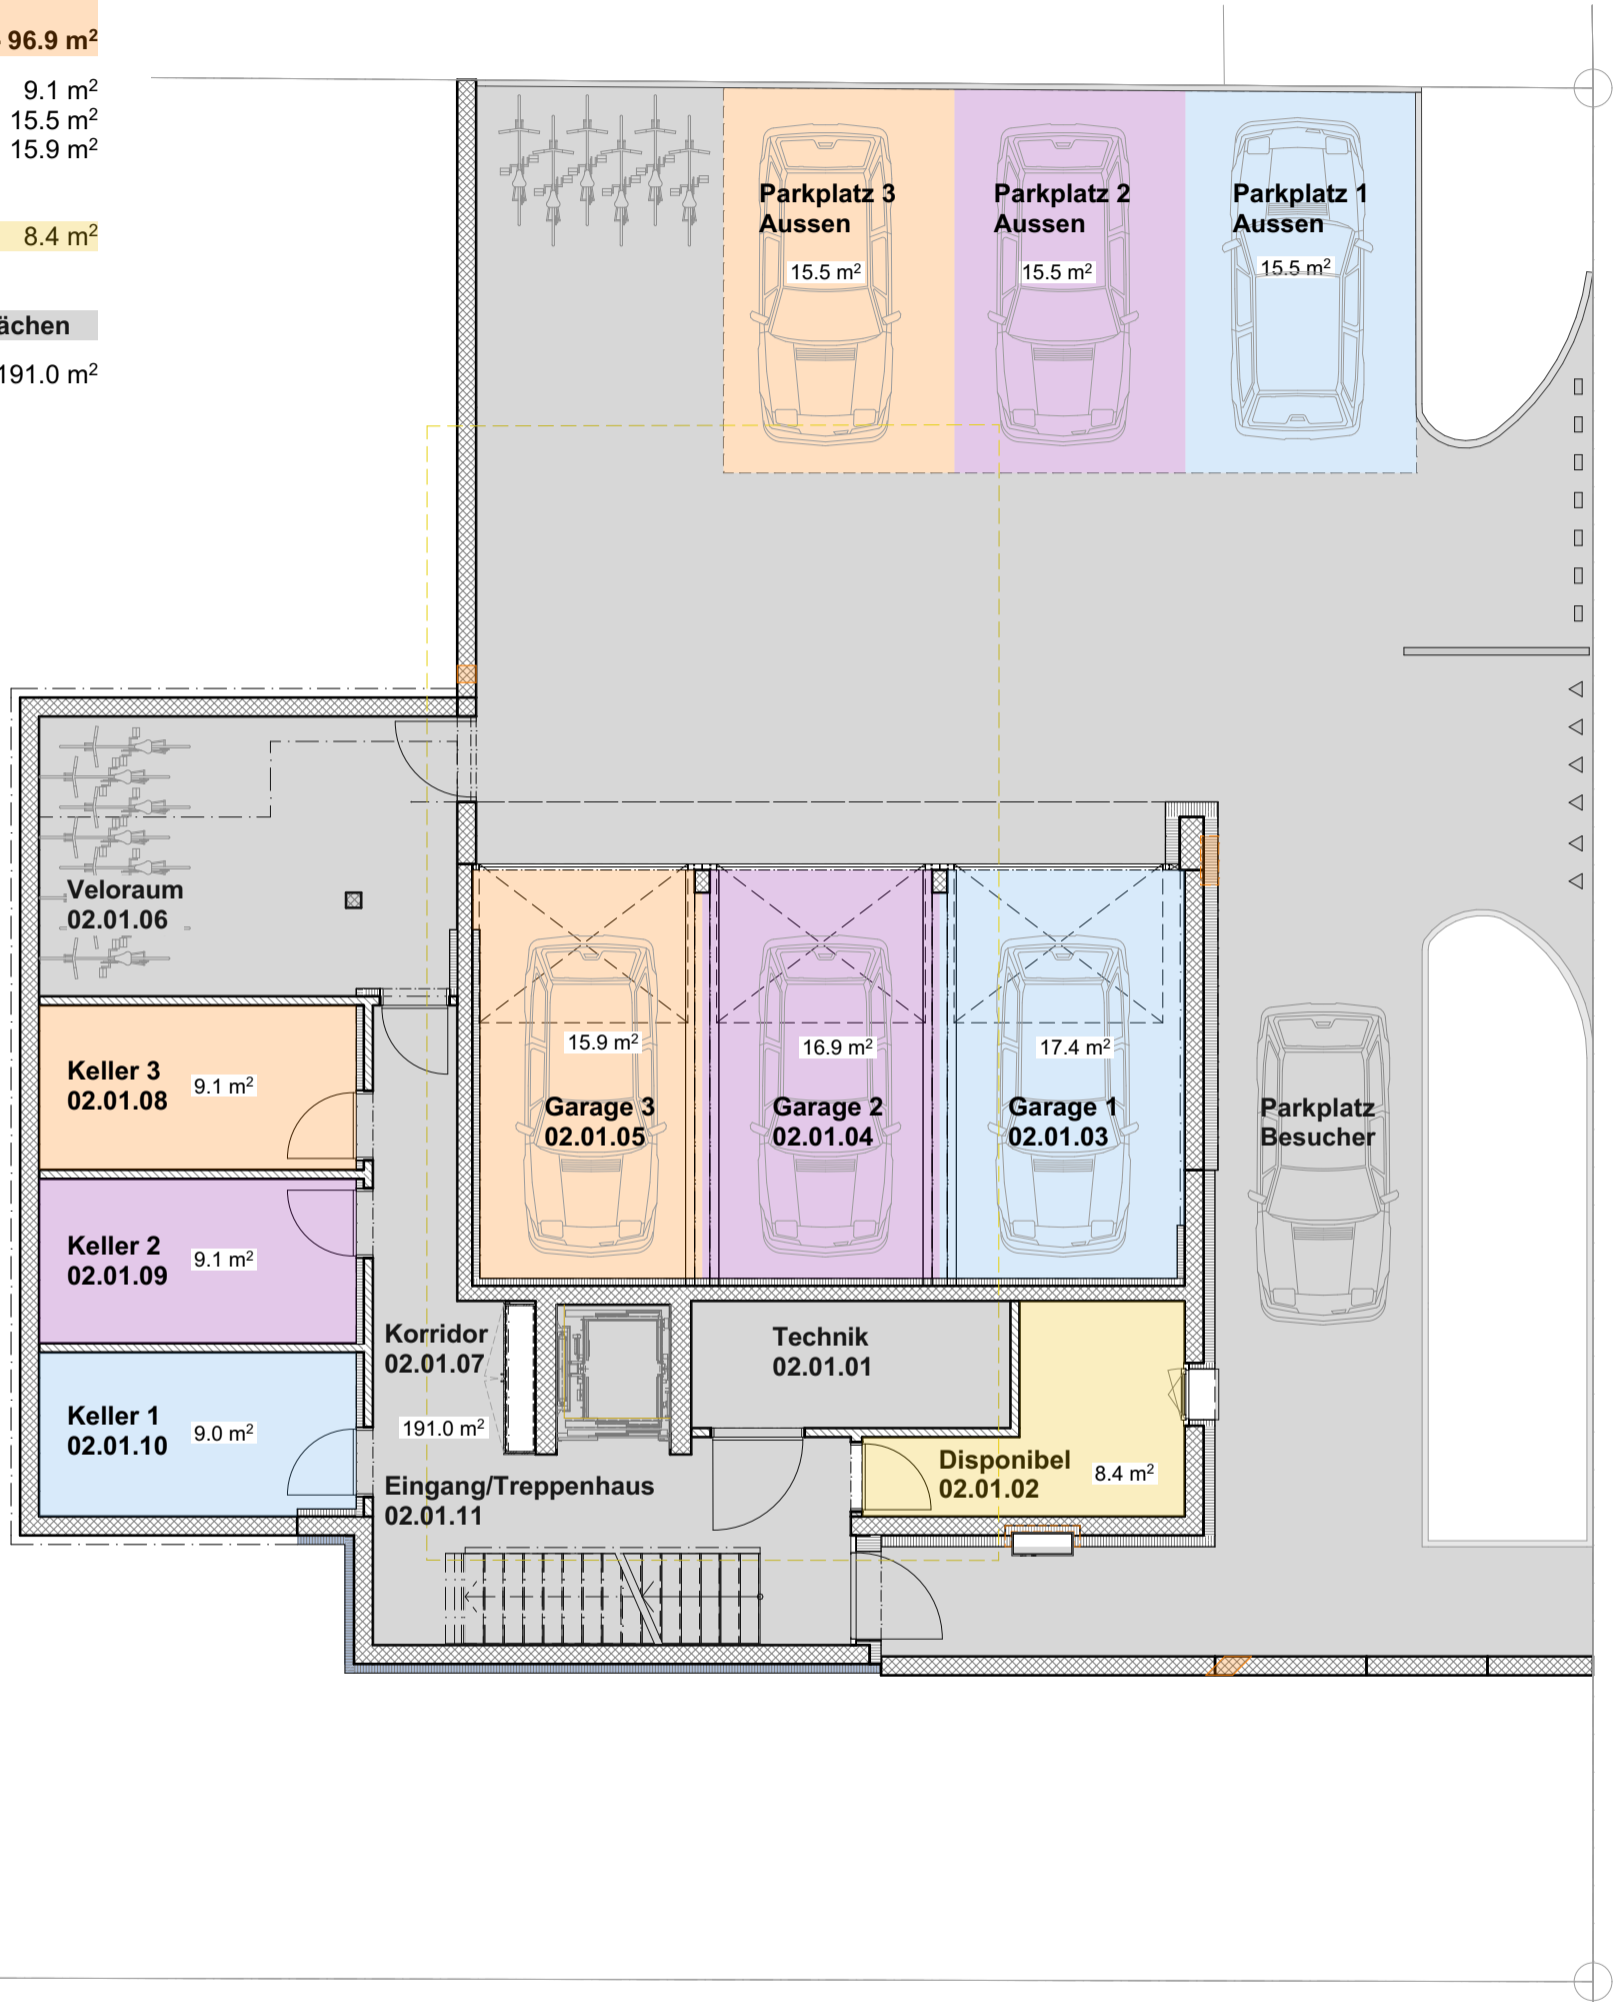 96.9 m²
9.1 m²
15.5 m²
15.9 m²
8.4 m²
ächen
191.0 m²
Parkplatz 3
Aussen
15.5 m²
Parkplatz 2
Aussen
15.5 m²
Parkplatz 1
Aussen
15.5 m²
Veloraum
02.01.06
Keller 3
02.01.08
9.1 m²
Keller 2
02.01.09
9.1 m²
Keller 1
02.01.10
9.0 m²
15.9 m²
Garage 3
02.01.05
16.9 m²
Garage 2
02.01.04
17.4 m²
Garage 1
02.01.03
Parkplatz
Besucher
Korridor
02.01.07
191.0 m²
Eingang/Treppenhaus
02.01.11
Technik
02.01.01
Disponibel
02.01.02
8.4 m²